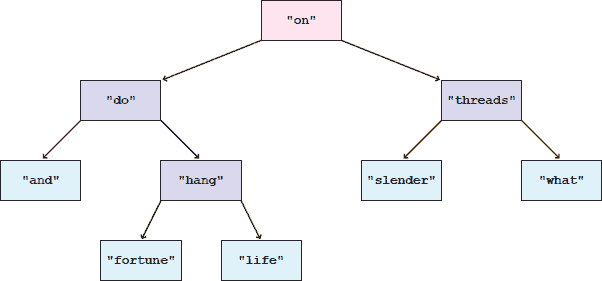 "on"
"do" "threads"
"and" "hang" "slender" "what"
"fortune" "life"